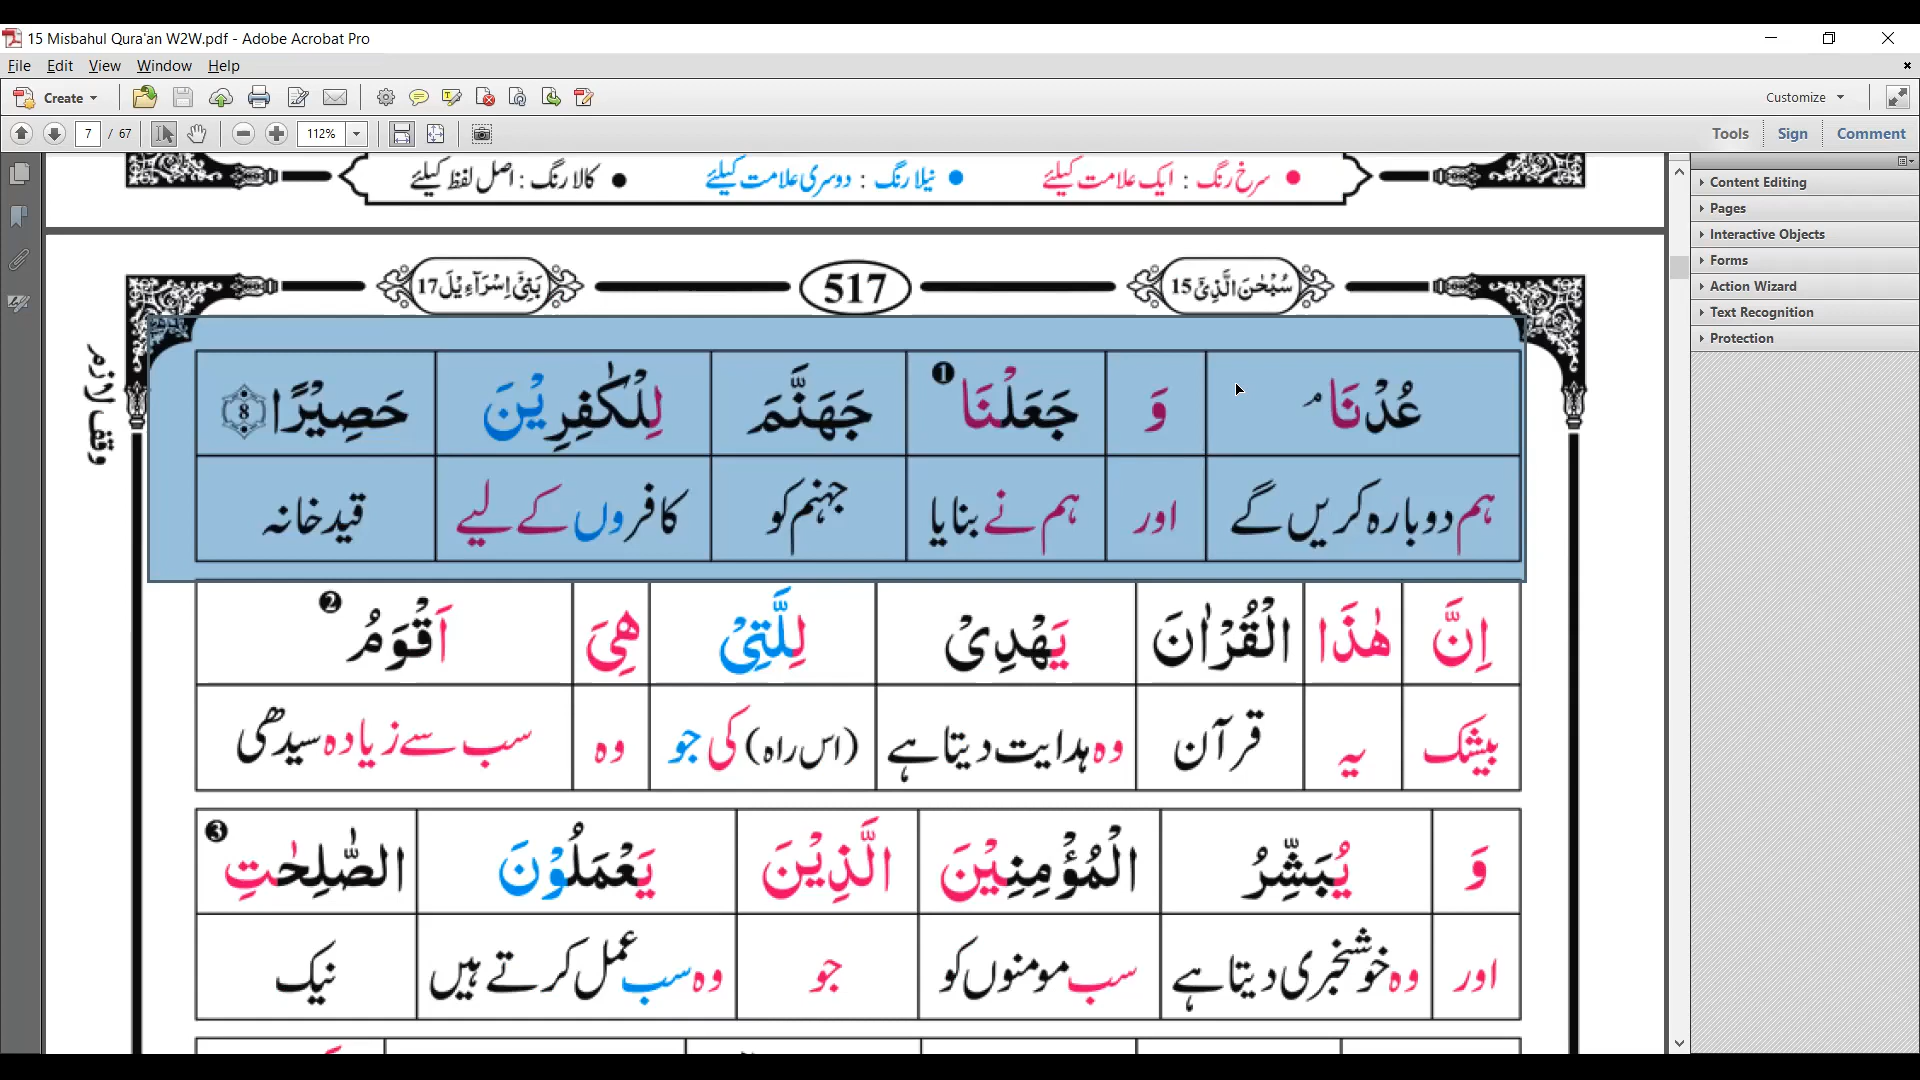 15 Misbahul Qura'an W2W.pdf - Adobe Acrobat Pro
File Edit View Window Help
Create Customize
7 / 67 112% Tools Sign Comment
Content Editing
Pages
Interactive Objects
Forms
Action Wizard
Text Recognition
Protection
سرخ رنگ : ایک علامت کیلئے نیلا رنگ : دوسری علامت کیلئے کالا رنگ : اصل لفظ کیلئے
سُبْحٰنَ الَّذِیْۤ 15 517 بَنِیْۤ اِسْرَآءِیْلَ 17
وقف لازم
عُدْنَا ۘ وَ جَعَلْنَا ❶ جَهَنَّمَ لِلْكٰفِرِیْنَ حَصِیْرًا 8
ہم دوبارہ کریں گے اور ہم نے بنایا جہنم کو کافروں کے لیے قید خانہ
اِنَّ هٰذَا الْقُرْاٰنَ یَهْدِیْ لِلَّتِیْ هِیَ اَقْوَمُ ❷
بیشک یہ قرآن وہ ہدایت دیتا ہے (اس راہ) کی جو وہ سب سے زیادہ سیدھی
وَ یُبَشِّرُ الْمُؤْمِنِیْنَ الَّذِیْنَ یَعْمَلُوْنَ الصّٰلِحٰتِ ❸
اور وہ خوشخبری دیتا ہے سب مومنوں کو جو وہ سب عمل کرتے ہیں نیک